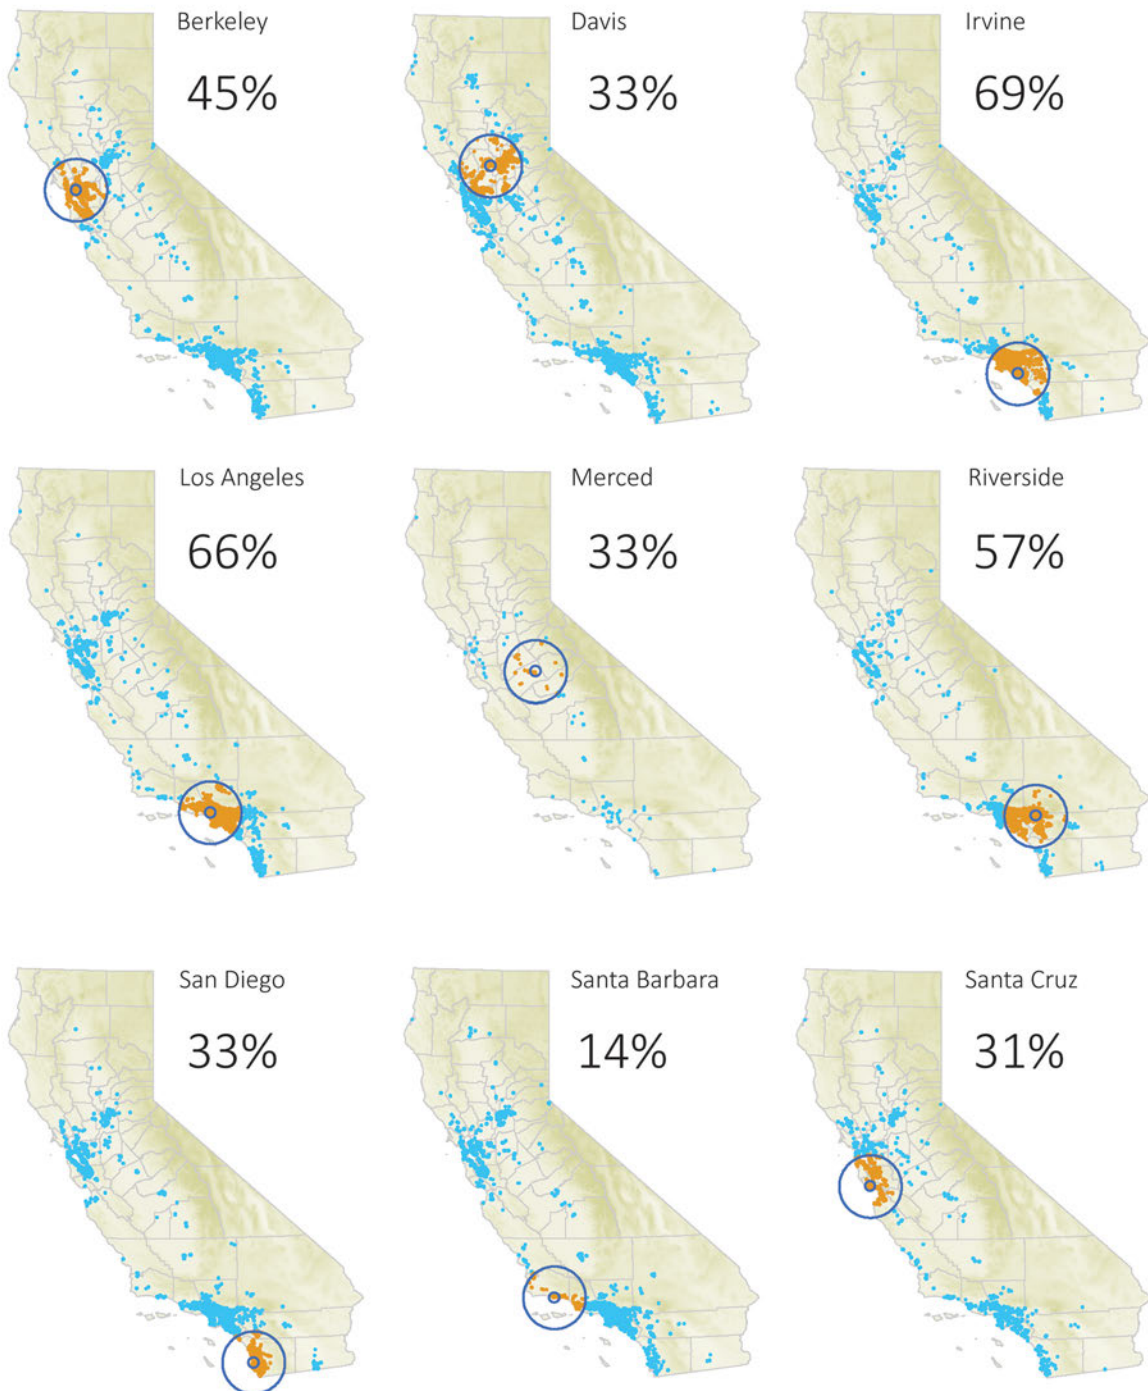 Berkeley
45%
Davis
33%
Irvine
69%
Los Angeles
66%
Merced
33%
Riverside
57%
San Diego
33%
Santa Barbara
14%
Santa Cruz
31%